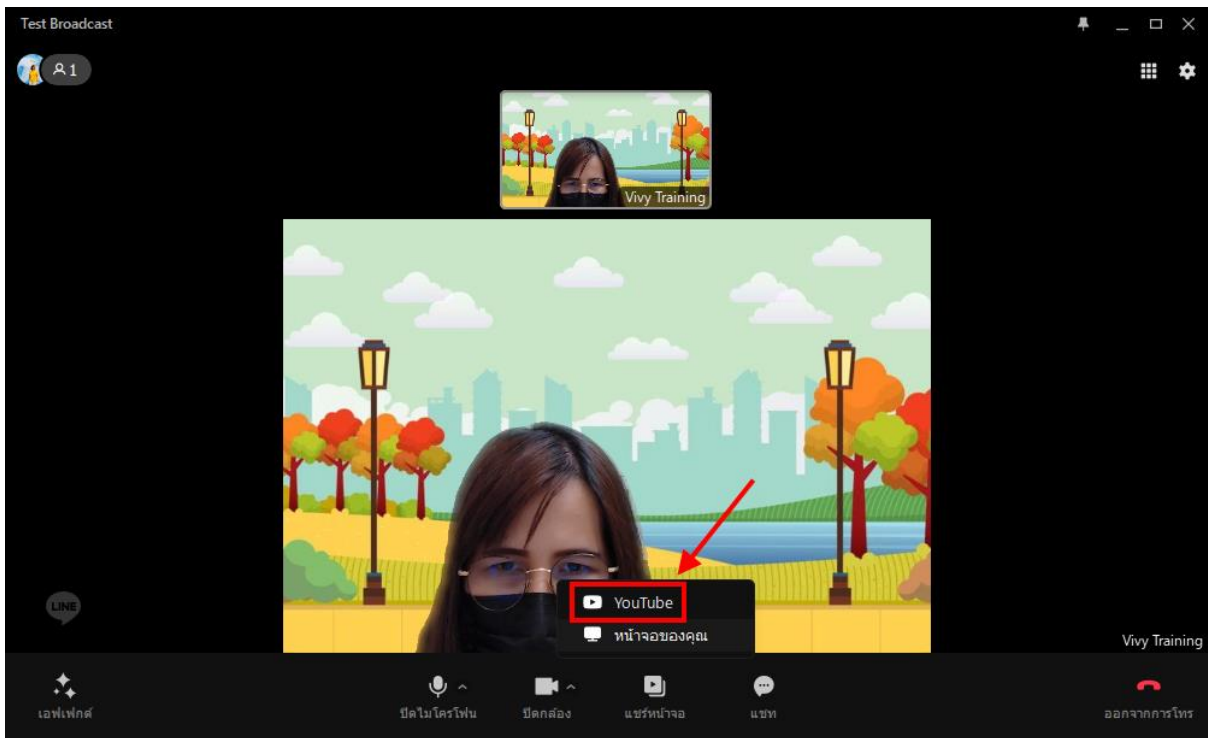 Test Broadcast
1
Vivy Training
LINE
YouTube
หน้าจอของคุณ
Vivy Training
เอฟเฟกต์
ปิดไมโครโฟน
ปิดกล้อง
แชร์หน้าจอ
แชท
ออกจากการโทร